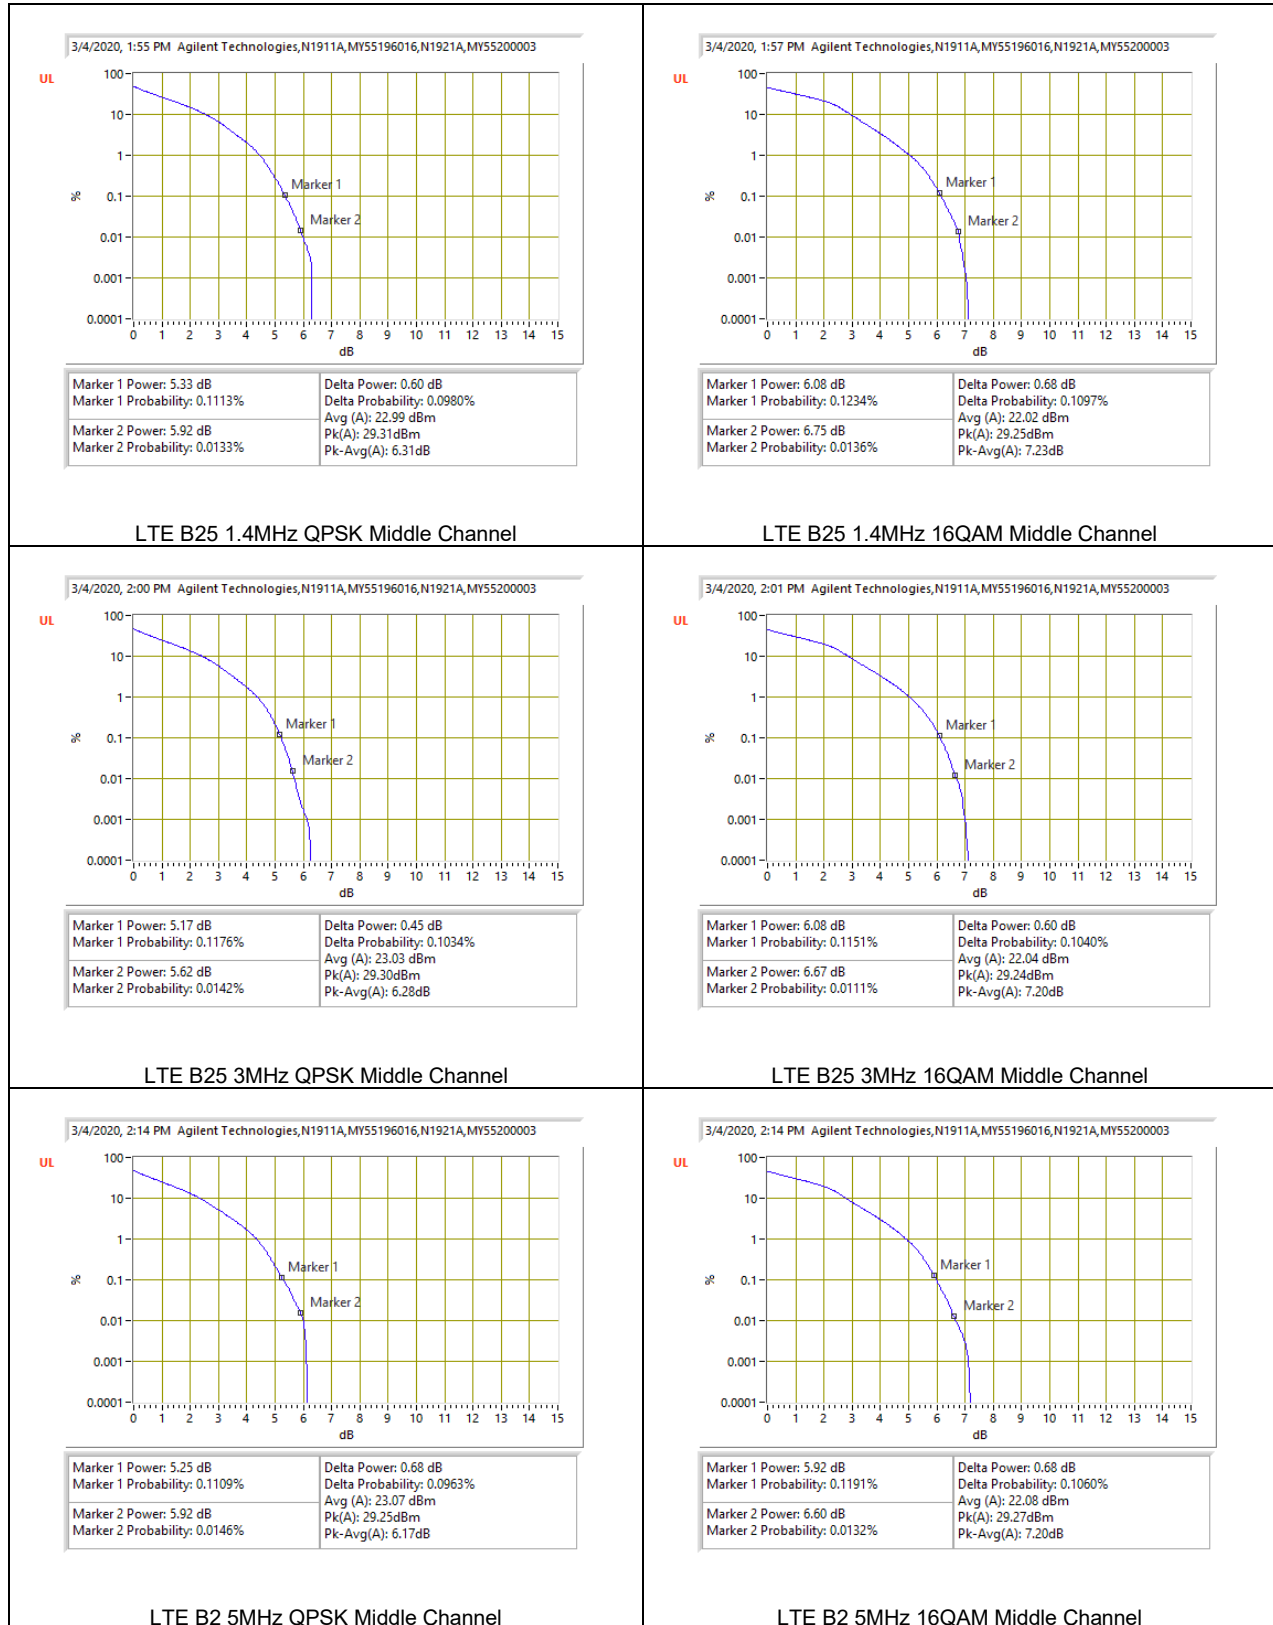 3/4/2020, 1:55 PM Agilent Technologies,N1911A,MY55196016,N1921A,MY55200003
UL
100
10
1
%
0.1
0.01
0.001
0.0001
Marker 1
Marker 2
0 1 2 3 4 5 6 7 8 9 10 11 12 13 14 15
dB
Marker 1 Power: 5.33 dB
Marker 1 Probability: 0.1113%
Marker 2 Power: 5.92 dB
Marker 2 Probability: 0.0133%
Delta Power: 0.60 dB
Delta Probability: 0.0980%
Avg (A): 22.99 dBm
Pk(A): 29.31dBm
Pk-Avg(A): 6.31dB
LTE B25 1.4MHz QPSK Middle Channel
3/4/2020, 1:57 PM Agilent Technologies,N1911A,MY55196016,N1921A,MY55200003
UL
100
10
1
%
0.1
0.01
0.001
0.0001
Marker 1
Marker 2
0 1 2 3 4 5 6 7 8 9 10 11 12 13 14 15
dB
Marker 1 Power: 6.08 dB
Marker 1 Probability: 0.1234%
Marker 2 Power: 6.75 dB
Marker 2 Probability: 0.0136%
Delta Power: 0.68 dB
Delta Probability: 0.1097%
Avg (A): 22.02 dBm
Pk(A): 29.25dBm
Pk-Avg(A): 7.23dB
LTE B25 1.4MHz 16QAM Middle Channel
3/4/2020, 2:00 PM Agilent Technologies,N1911A,MY55196016,N1921A,MY55200003
UL
100
10
1
%
0.1
0.01
0.001
0.0001
Marker 1
Marker 2
0 1 2 3 4 5 6 7 8 9 10 11 12 13 14 15
dB
Marker 1 Power: 5.17 dB
Marker 1 Probability: 0.1176%
Marker 2 Power: 5.62 dB
Marker 2 Probability: 0.0142%
Delta Power: 0.45 dB
Delta Probability: 0.1034%
Avg (A): 23.03 dBm
Pk(A): 29.30dBm
Pk-Avg(A): 6.28dB
LTE B25 3MHz QPSK Middle Channel
3/4/2020, 2:01 PM Agilent Technologies,N1911A,MY55196016,N1921A,MY55200003
UL
100
10
1
%
0.1
0.01
0.001
0.0001
Marker 1
Marker 2
0 1 2 3 4 5 6 7 8 9 10 11 12 13 14 15
dB
Marker 1 Power: 6.08 dB
Marker 1 Probability: 0.1151%
Marker 2 Power: 6.67 dB
Marker 2 Probability: 0.0111%
Delta Power: 0.60 dB
Delta Probability: 0.1040%
Avg (A): 22.04 dBm
Pk(A): 29.24dBm
Pk-Avg(A): 7.20dB
LTE B25 3MHz 16QAM Middle Channel
3/4/2020, 2:14 PM Agilent Technologies,N1911A,MY55196016,N1921A,MY55200003
UL
100
10
1
%
0.1
0.01
0.001
0.0001
Marker 1
Marker 2
0 1 2 3 4 5 6 7 8 9 10 11 12 13 14 15
dB
Marker 1 Power: 5.25 dB
Marker 1 Probability: 0.1109%
Marker 2 Power: 5.92 dB
Marker 2 Probability: 0.0146%
Delta Power: 0.68 dB
Delta Probability: 0.0963%
Avg (A): 23.07 dBm
Pk(A): 29.25dBm
Pk-Avg(A): 6.17dB
LTE B2 5MHz QPSK Middle Channel
3/4/2020, 2:14 PM Agilent Technologies,N1911A,MY55196016,N1921A,MY55200003
UL
100
10
1
%
0.1
0.01
0.001
0.0001
Marker 1
Marker 2
0 1 2 3 4 5 6 7 8 9 10 11 12 13 14 15
dB
Marker 1 Power: 5.92 dB
Marker 1 Probability: 0.1191%
Marker 2 Power: 6.60 dB
Marker 2 Probability: 0.0132%
Delta Power: 0.68 dB
Delta Probability: 0.1060%
Avg (A): 22.08 dBm
Pk(A): 29.27dBm
Pk-Avg(A): 7.20dB
LTE B2 5MHz 16QAM Middle Channel